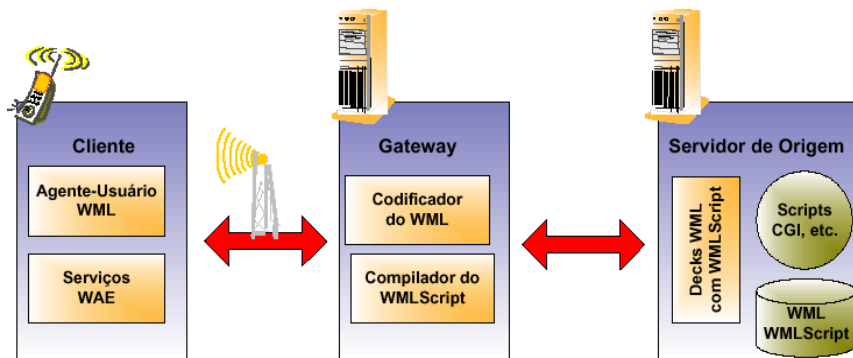 Cliente
Agente-Usuário
WML
Serviços
WAE
Gateway
Codificador
do WML
Compilador do
WMLScript
Servidor de Origem
Decks WML
com WMLScript
Scripts
CGI, etc.
WML
WMLScript